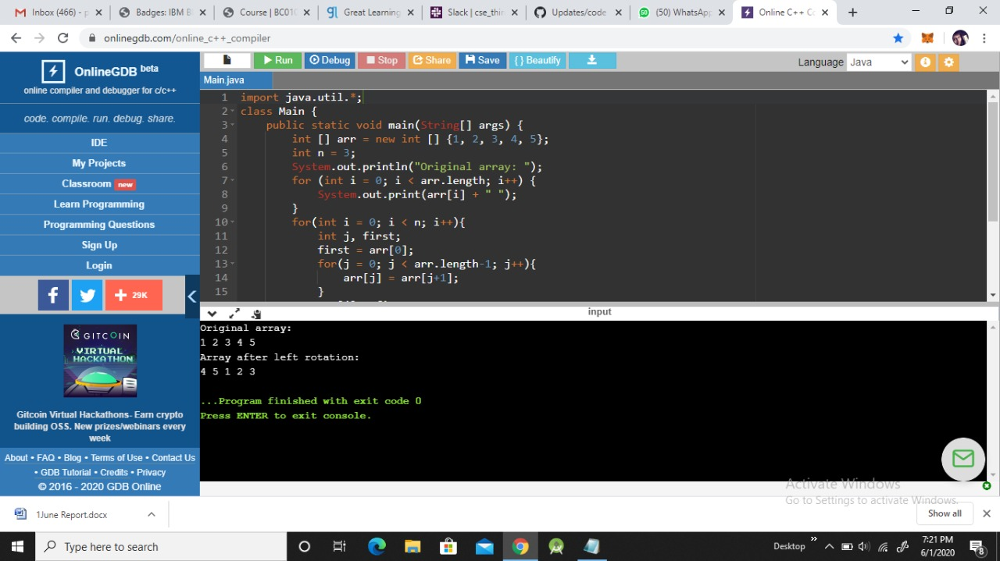 Inbox (466) - p
Badges: IBM B
Course | BC010
Great Learning
Slack | cse_thi
Updates/code
(50) WhatsApp
Online C++ Co
onlinegdb.com/online_c++_compiler
OnlineGDB beta
online compiler and debugger for c/c++
code. compile. run. debug. share.
IDE
My Projects
Classroom new
Learn Programming
Programming Questions
Sign Up
Login
29K
GITCOIN
VIRTUAL
HACKATHON
Gitcoin Virtual Hackathons- Earn crypto
building OSS. New prizes/webinars every
week
About • FAQ • Blog • Terms of Use • Contact Us
• GDB Tutorial • Credits • Privacy
© 2016 - 2020 GDB Online
Run Debug Stop Share Save {} Beautify
Language Java
Main.java
1 import java.util.*;
2 class Main {
3 public static void main(String[] args) {
4 int [] arr = new int [] {1, 2, 3, 4, 5};
5 int n = 3;
6 System.out.println("Original array: ");
7 for (int i = 0; i < arr.length; i++) {
8 System.out.print(arr[i] + " ");
9 }
10 for(int i = 0; i < n; i++){
11 int j, first;
12 first = arr[0];
13 for(j = 0; j < arr.length-1; j++){
14 arr[j] = arr[j+1];
15 }
input
Original array:
1 2 3 4 5
Array after left rotation:
4 5 1 2 3
...Program finished with exit code 0
Press ENTER to exit console.
Activate Windows
Go to Settings to activate Windows.
1June Report.docx
Show all
Type here to search
Desktop
7:21 PM
6/1/2020
8